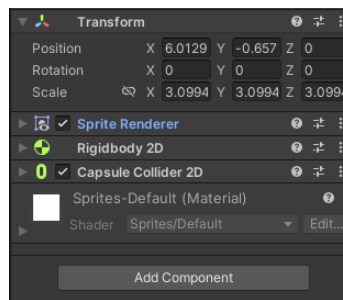 Transform
Position X 6.0129 Y -0.657 Z 0
Rotation X 0 Y 0 Z 0
Scale X 3.0994 Y 3.0994 Z 3.099
Sprite Renderer
Rigidbody 2D
Capsule Collider 2D
Sprites-Default (Material)
Shader Sprites/Default Edit...
Add Component